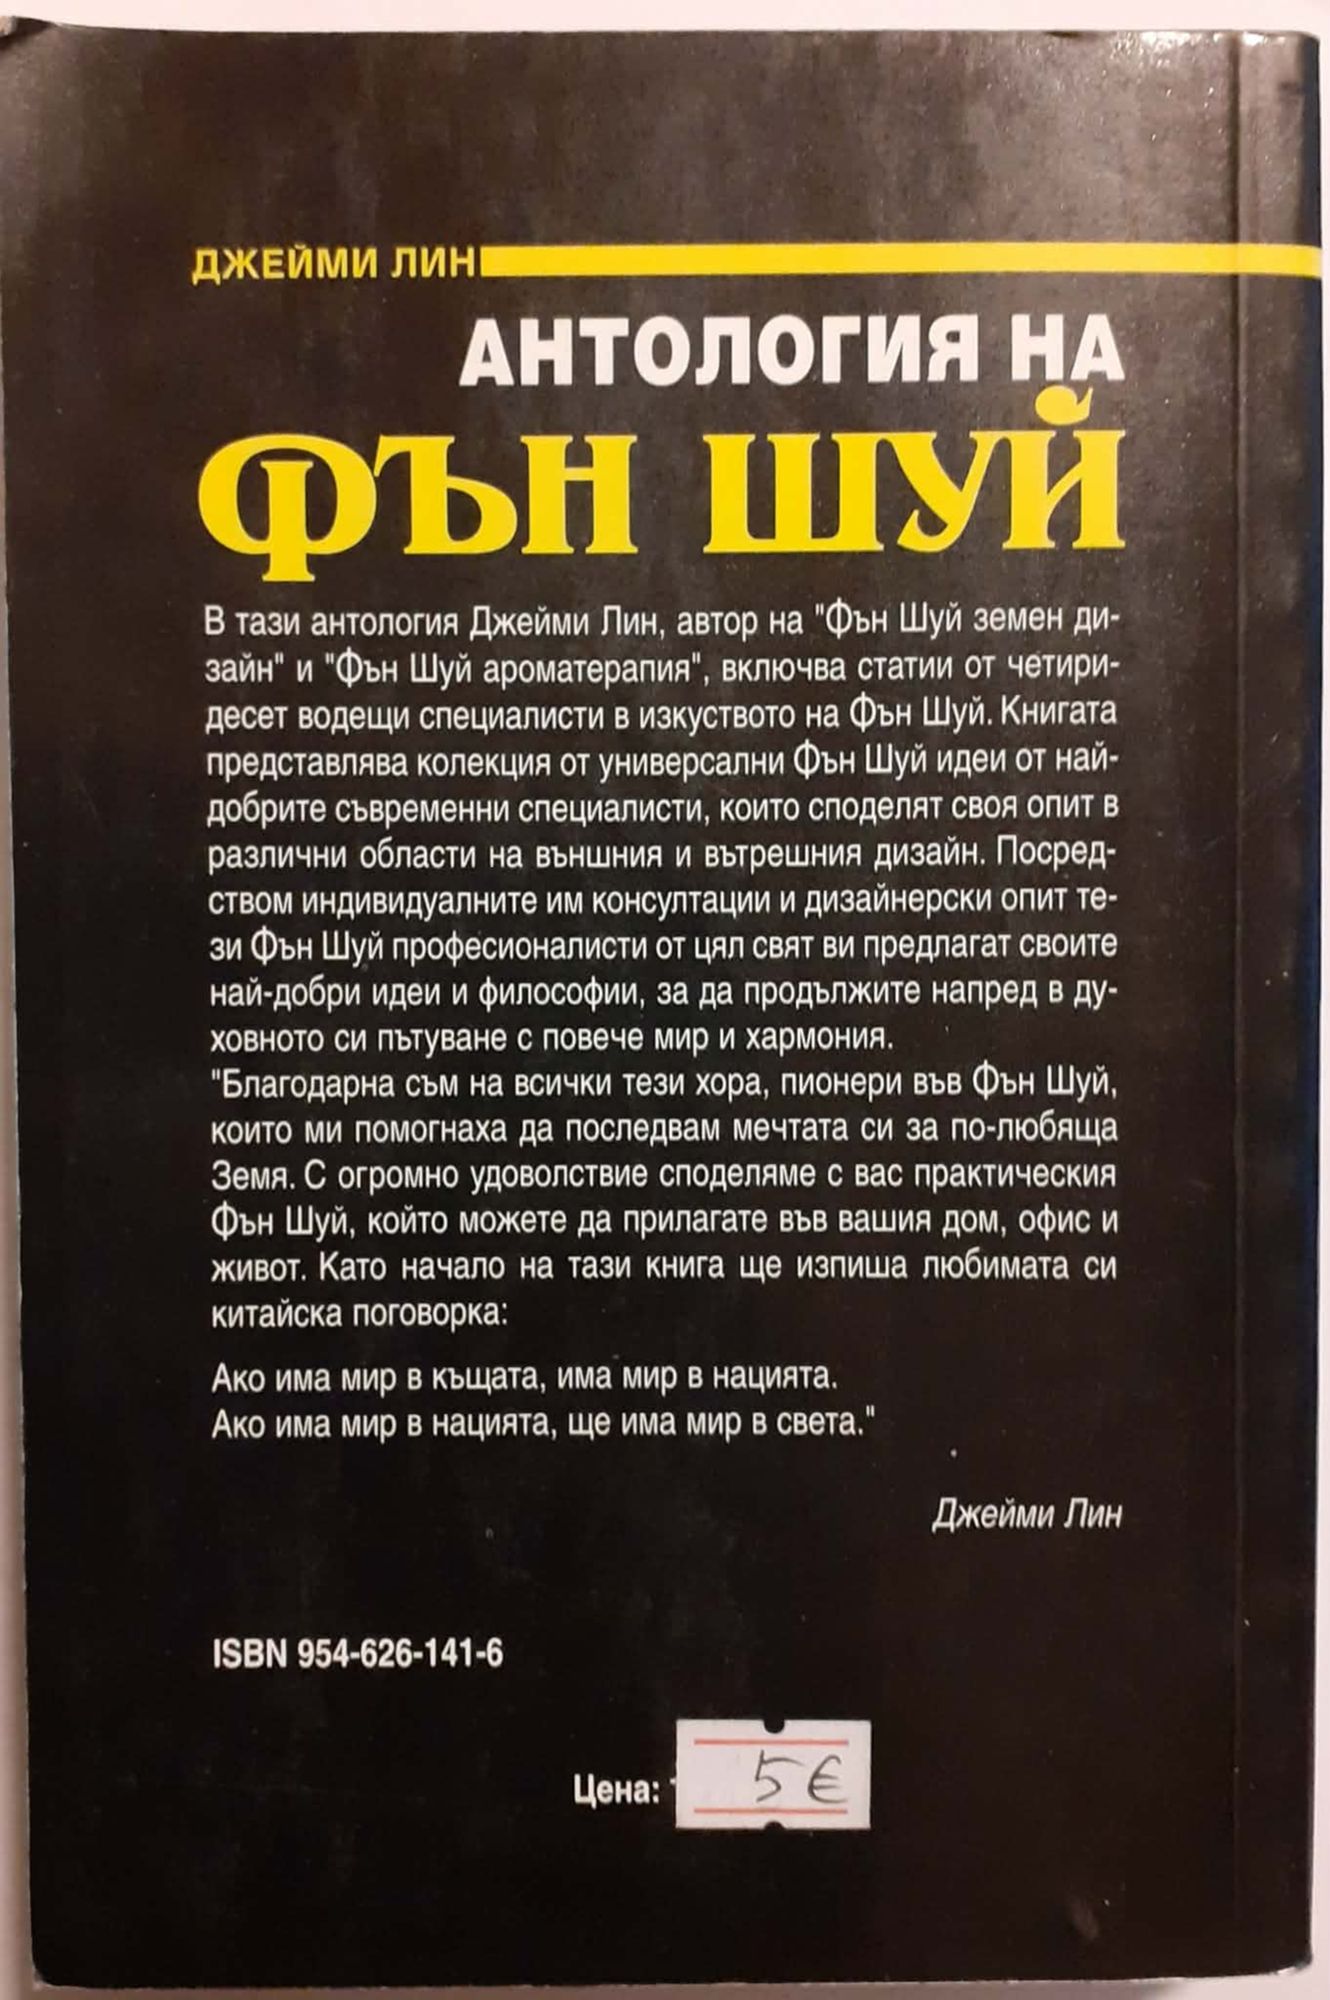 ДЖЕЙМИ ЛИН
АНТОЛОГИЯ НА
ФЪН ШУЙ
В тази антология Джейми Лин, автор на "Фън Шуй земен ди-
зайн" и "Фън Шуй ароматерапия", включва статии от четири-
десет водещи специалисти в изкуството на Фън Шуй. Книгата
представлява колекция от универсални Фън Шуй идеи от най-
добрите съвременни специалисти, които споделят своя опит в
различни области на външния и вътрешния дизайн. Посред-
ством индивидуалните им консултации и дизайнерски опит те-
зи Фън Шуй професионалисти от цял свят ви предлагат своите
най-добри идеи и философии, за да продължите напред в ду-
ховното си пътуване с повече мир и хармония.
"Благодарна съм на всички тези хора, пионери във Фън Шуй,
които ми помогнаха да последвам мечтата си за по-любяща
Земя. С огромно удоволствие споделяме с вас практическия
Фън Шуй, който можете да прилагате във вашия дом, офис и
живот. Като начало на тази книга ще изпиша любимата си
китайска поговорка:
Ако има мир в къщата, има мир в нацията.
Ако има мир в нацията, ще има мир в света."
Джейми Лин
ISBN 954-626-141-6
Цена: 5 €